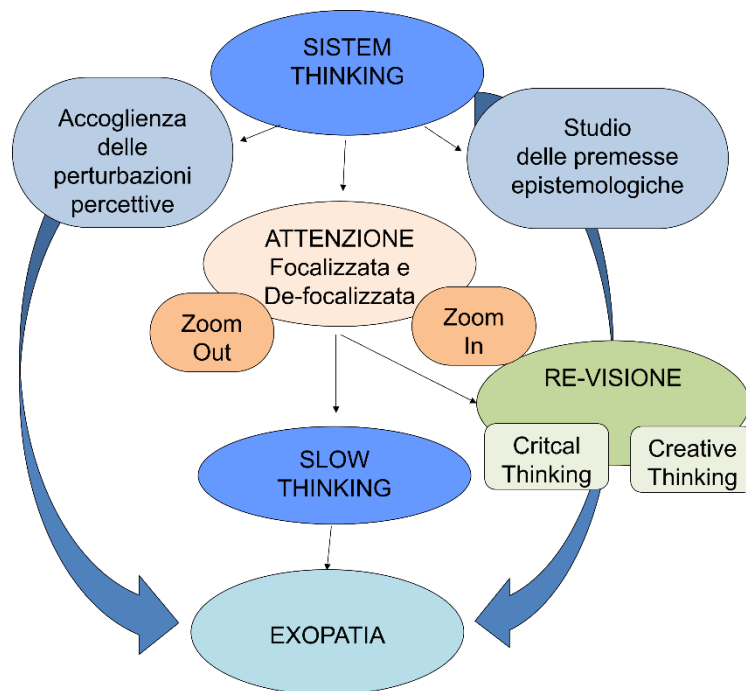 SISTEM
THINKING
Accoglienza
delle
perturbazioni
percettive
Studio
delle premesse
epistemologiche
ATTENZIONE
Focalizzata e
De-focalizzata
Zoom
Out
Zoom
In
RE-VISIONE
Critcal
Thinking
Creative
Thinking
SLOW
THINKING
EXOPATIA